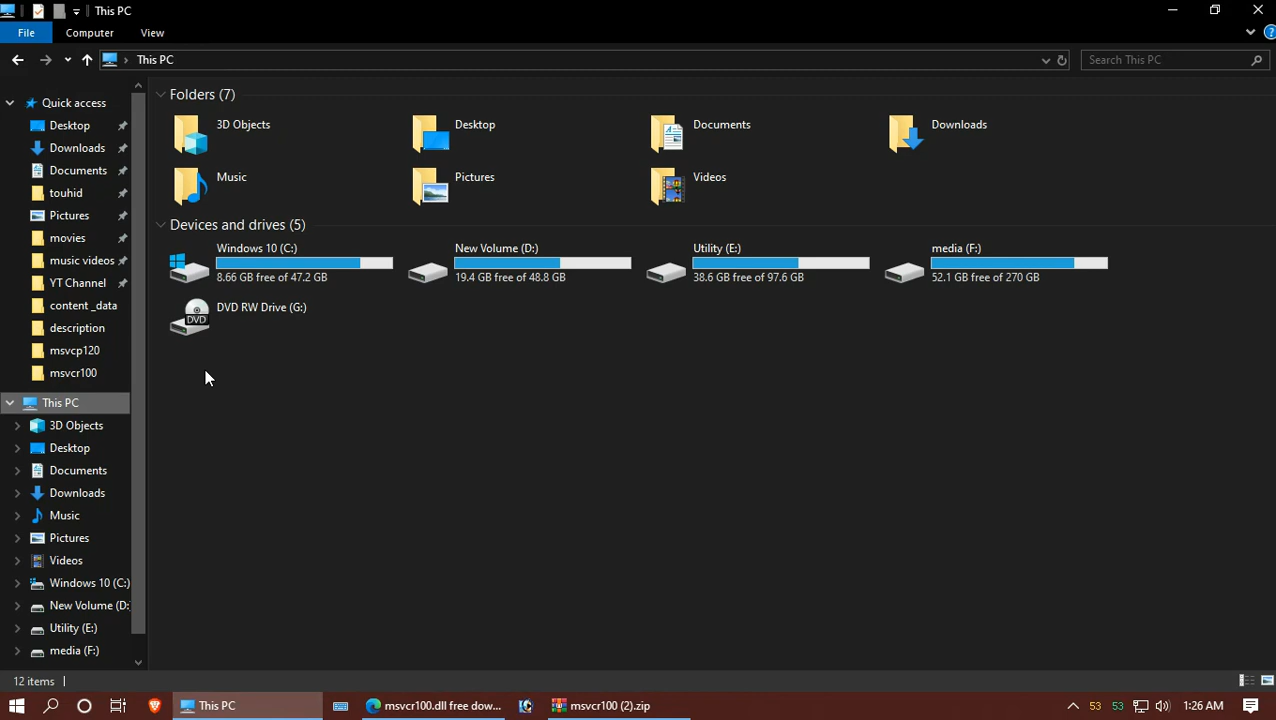 This PC
File Computer View
This PC Search This PC
Quick access
Desktop
Downloads
Documents
touhid
Pictures
movies
music videos
YT Channel
content _data
description
msvcp120
msvcr100
This PC
3D Objects
Desktop
Documents
Downloads
Music
Pictures
Videos
Windows 10 (C:)
New Volume (D:
Utility (E:)
media (F:)
Folders (7)
3D Objects Desktop Documents Downloads
Music Pictures Videos
Devices and drives (5)
Windows 10 (C:) New Volume (D:) Utility (E:) media (F:)
8.66 GB free of 47.2 GB 19.4 GB free of 48.8 GB 38.6 GB free of 97.6 GB 52.1 GB free of 270 GB
DVD RW Drive (G:)
DVD
12 items
This PC msvcr100.dll free dow... msvcr100 (2).zip 53 53 1:26 AM